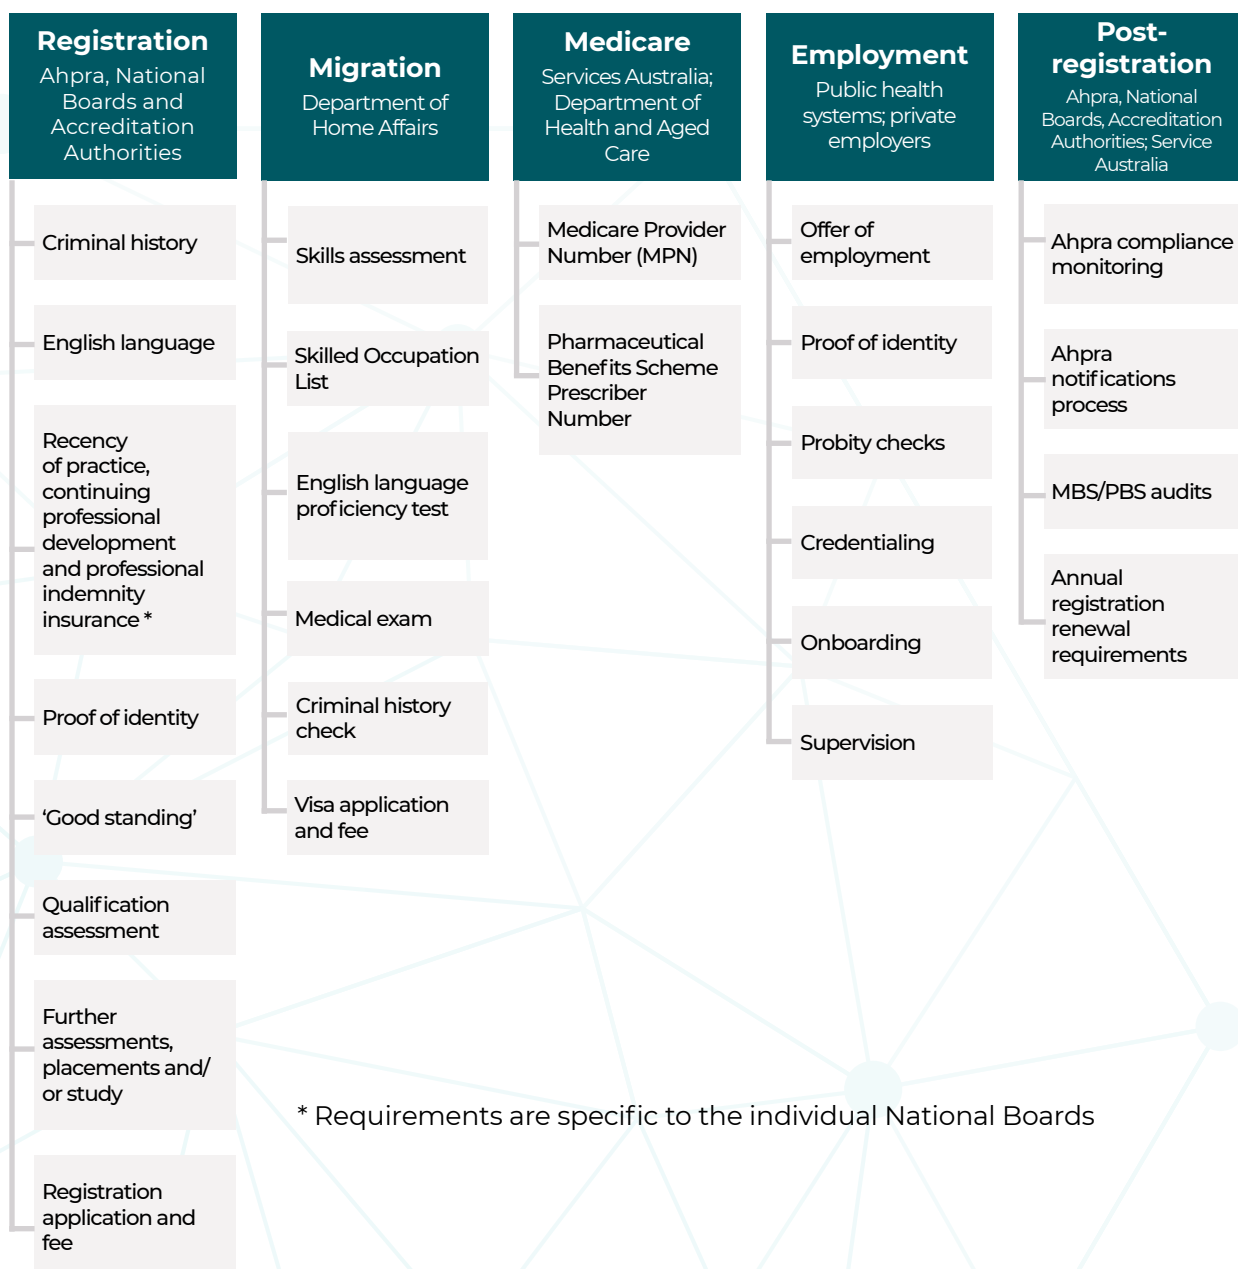 Registration
Ahpra, National
Boards and
Accreditation
Authorities
Criminal history
English language
Recency
of practice,
continuing
professional
development
and professional
indemnity
insurance *
Proof of identity
‘Good standing’
Qualification
assessment
Further
assessments,
placements and/
or study
Registration
application and
fee
Migration
Department of
Home Affairs
Skills assessment
Skilled Occupation
List
English language
proficiency test
Medical exam
Criminal history
check
Visa application
and fee
Medicare
Services Australia;
Department of
Health and Aged
Care
Medicare Provider
Number (MPN)
Pharmaceutical
Benefits Scheme
Prescriber
Number
Employment
Public health
systems; private
employers
Offer of
employment
Proof of identity
Probity checks
Credentialing
Onboarding
Supervision
Post-
registration
Ahpra, National
Boards, Accreditation
Authorities; Service
Australia
Ahpra compliance
monitoring
Ahpra
notifications
process
MBS/PBS audits
Annual
registration
renewal
requirements
* Requirements are specific to the individual National Boards